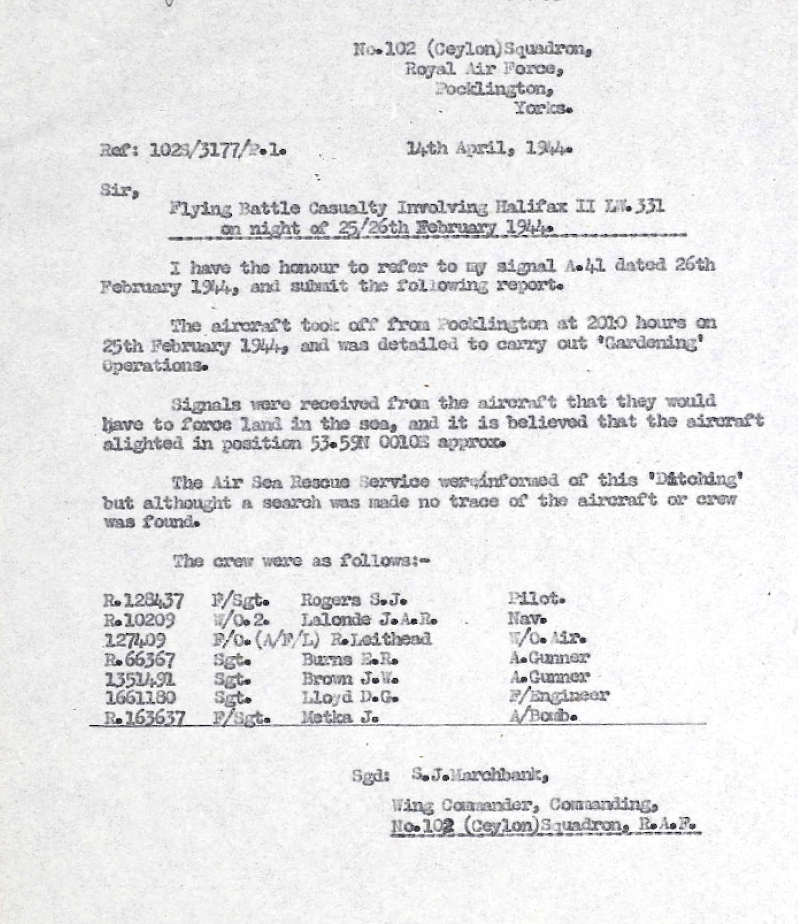 No.102 (Ceylon)Squadron,
Royal Air Force,
Pocklington,
Yorks.
Ref: 102S/3177/P.1.
14th April, 1944.
Sir,
Flying Battle Casualty Involving Halifax II LW.331
on night of 25/26th February 1944.
I have the honour to refer to my signal A.41 dated 26th
February 1944, and submit the following report.
The aircraft took off from Pocklington at 2010 hours on
25th February 1944, and was detailed to carry out 'Gardening'
Operations.
Signals were received from the aircraft that they would
have to force land in the sea, and it is believed that the aircraft
alighted in position 53.59N 0010E approx.
The Air Sea Rescue Service were informed of this 'Ditching'
but althought a search was made no trace of the aircraft or crew
was found.
The crew were as follows:-
R.128437 F/Sgt. Rogers S.J. Pilot.
R.10209 W/O.2. Lalonde J.A.R. Nav.
127409 F/O.(A/F/L) R.Leithead W/O.Air.
R.66367 Sgt. Burns E.R. A.Gunner
1351491 Sgt. Brown J.W. A.Gunner
1661180 Sgt. Lloyd D.G. F/Engineer
R.163637 F/Sgt. Metka J. A/Bomb.
Sgd: S.J.Marchbank,
Wing Commander, Commanding,
No.102 (Ceylon)Squadron, R.A.F.